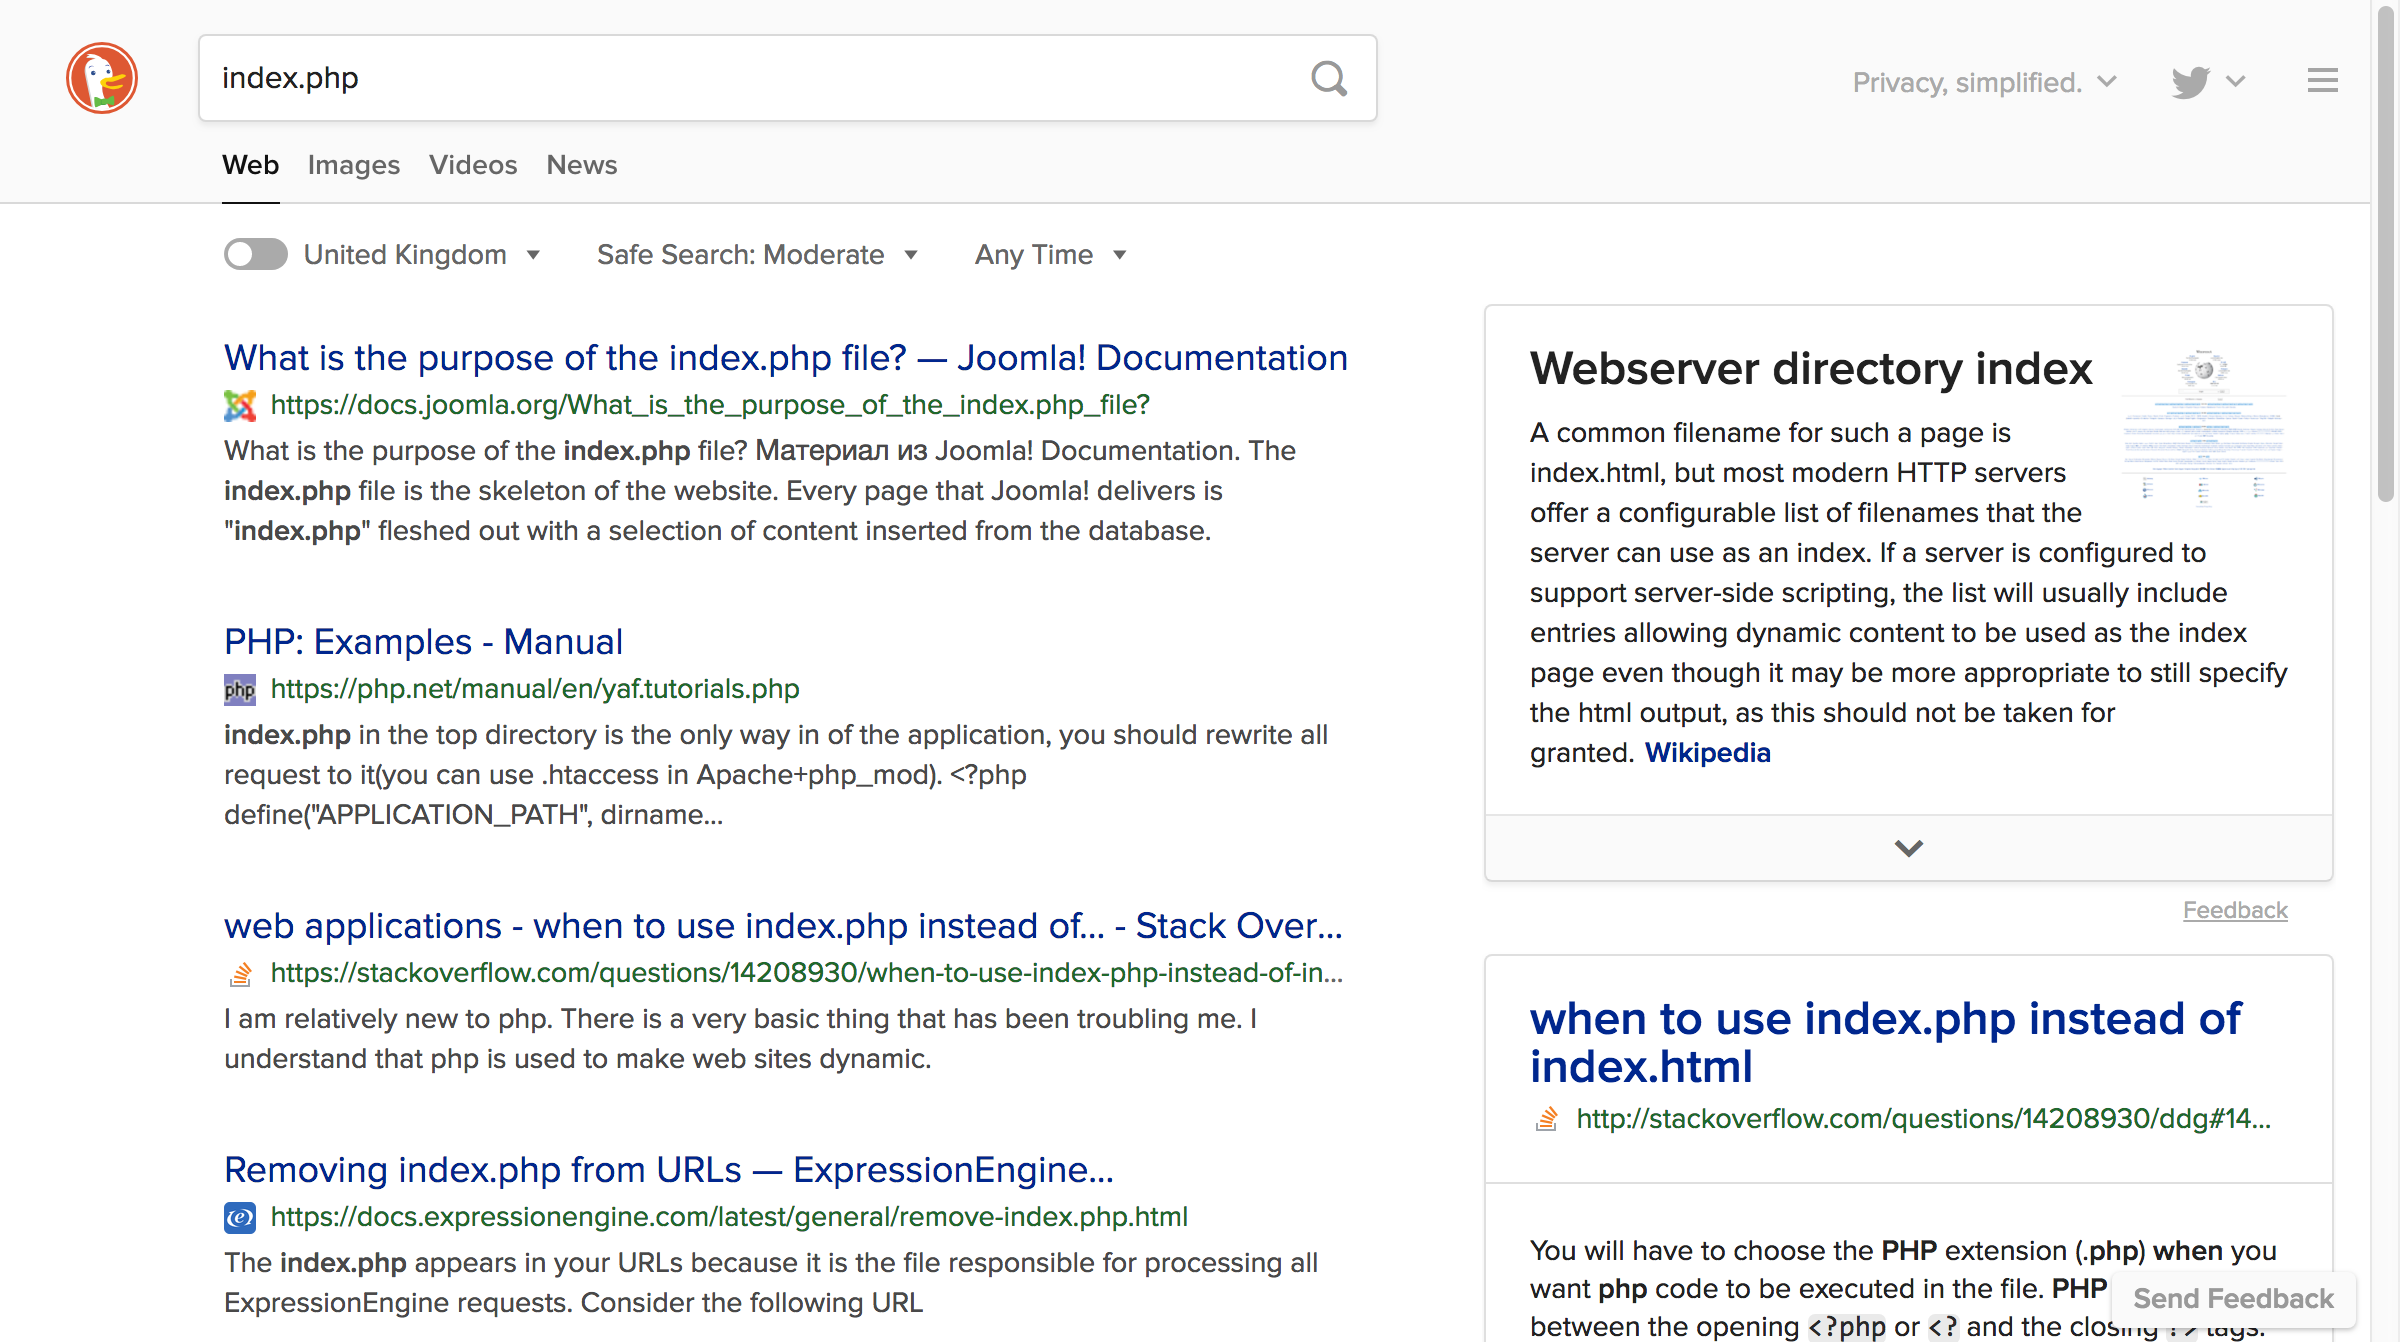 index.php
Privacy, simplified.
Web Images Videos News
United Kingdom Safe Search: Moderate Any Time
What is the purpose of the index.php file? — Joomla! Documentation
https://docs.joomla.org/What_is_the_purpose_of_the_index.php_file?
What is the purpose of the index.php file? Материал из Joomla! Documentation. The
index.php file is the skeleton of the website. Every page that Joomla! delivers is
"index.php" fleshed out with a selection of content inserted from the database.
PHP: Examples - Manual
php https://php.net/manual/en/yaf.tutorials.php
index.php in the top directory is the only way in of the application, you should rewrite all
request to it(you can use .htaccess in Apache+php_mod). <?php
define("APPLICATION_PATH", dirname...
web applications - when to use index.php instead of... - Stack Over...
https://stackoverflow.com/questions/14208930/when-to-use-index-php-instead-of-in...
I am relatively new to php. There is a very basic thing that has been troubling me. I
understand that php is used to make web sites dynamic.
Removing index.php from URLs — ExpressionEngine...
https://docs.expressionengine.com/latest/general/remove-index.php.html
The index.php appears in your URLs because it is the file responsible for processing all
ExpressionEngine requests. Consider the following URL
Webserver directory index
A common filename for such a page is
index.html, but most modern HTTP servers
offer a configurable list of filenames that the
server can use as an index. If a server is configured to
support server-side scripting, the list will usually include
entries allowing dynamic content to be used as the index
page even though it may be more appropriate to still specify
the html output, as this should not be taken for
granted. Wikipedia
Feedback
when to use index.php instead of
index.html
http://stackoverflow.com/questions/14208930/ddg#14...
You will have to choose the PHP extension (.php) when you
want php code to be executed in the file. PHP
between the opening <?php or <? and the closing ?> tags.
Send Feedback